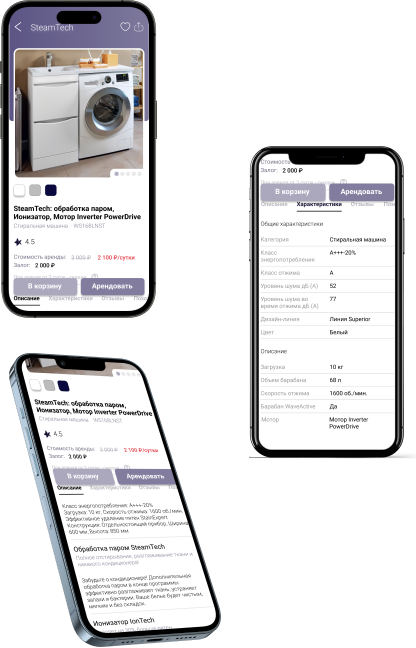 SteamTech
SteamTech: обработка паром,
Ионизатор, Мотор Inverter PowerDrive
Стиральная машина · WS168LNST
4.5
Стоимость аренды: 3 000 ₽ 2 100 ₽/сутки
Залог: 2 000 ₽
В корзину Арендовать
Описание Характеристики Отзывы
Стоимость
Залог: 2 000 ₽
В корзину Арендовать
Описание Характеристики Отзывы
Общие характеристики
Категория Стиральная машина
Класс энергопотребления A+++-20%
Класс отжима A
Уровень шума дБ (A) 52
Уровень шума во время отжима дБ (A) 77
Дизайн-линия Линия Superior
Цвет Белый
Описание
Загрузка 10 кг
Объем барабана 68 л
Скорость отжима 1600 об./мин.
Барабан WaveActive Да
Мотор Мотор Inverter PowerDrive
SteamTech: обработка паром,
Ионизатор, Мотор Inverter PowerDrive
Стиральная машина WS168LNST
4.5
Стоимость аренды: 3 000 ₽ 2 100 ₽/сутки
Залог: 2 000 ₽
В корзину Арендовать
Описание Характеристики Отзывы
Класс энергопотребления: A+++-20%
Загрузка: 10 кг, Скорость отжима: 1600 об./мин.
Эффективное удаление пятен StainExpert
Конструкция: Отдельностоящий прибор, Ширина:
600 мм, Высота: 850 мм
Обработка паром SteamTech
Полное отстирывание, разглаживание ткани и
никакого кондиционера!
Забудьте о кондиционере! Дополнительная
обработка паром в конце программы
эффективно разглаживает ткань, устраняет
запахи и бактерии. Ваше белье будет чистым,
мягким и без складок.
Ионизатор IonTech